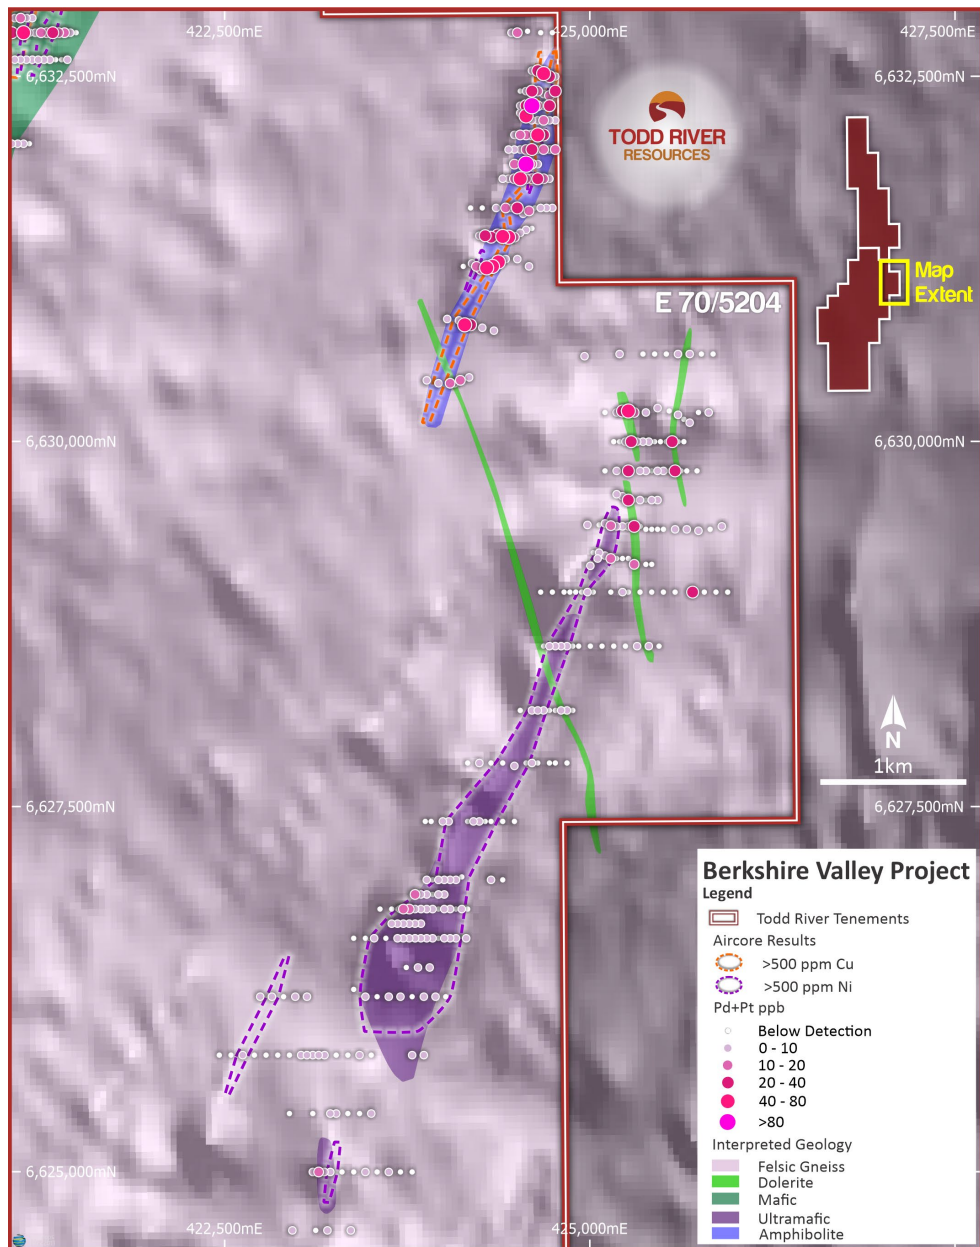 422,500mE
425,000mE
427,500mE
6,632,500mN
6,632,500mN
TODD RIVER
RESOURCES
Map
Extent
E 70/5204
6,630,000mN
6,630,000mN
N
1km
6,627,500mN
6,627,500mN
Berkshire Valley Project
Legend
Todd River Tenements
Aircore Results
>500 ppm Cu
>500 ppm Ni
Pd+Pt ppb
Below Detection
0 - 10
10 - 20
20 - 40
40 - 80
>80
Interpreted Geology
Felsic Gneiss
Dolerite
Mafic
Ultramafic
Amphibolite
6,625,000mN
422,500mE
425,000mE